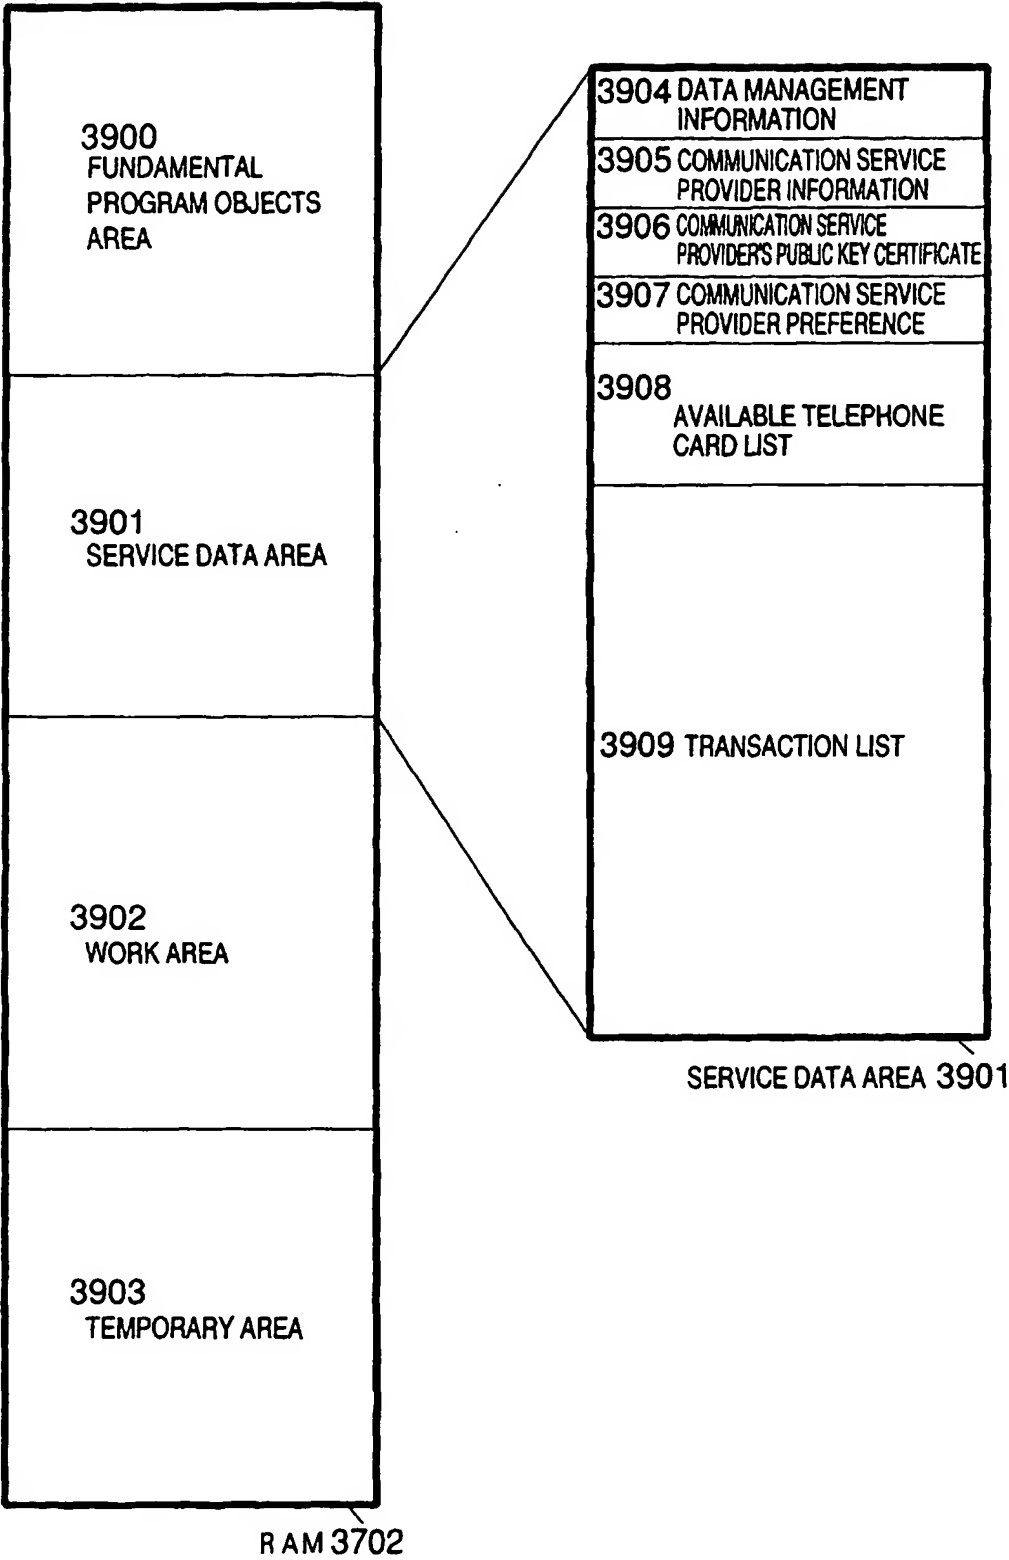 3900
FUNDAMENTAL
PROGRAM OBJECTS
AREA
3901
SERVICE DATA AREA
3902
WORK AREA
3903
TEMPORARY AREA
RAM 3702
3904 DATA MANAGEMENT
INFORMATION
3905 COMMUNICATION SERVICE
PROVIDER INFORMATION
3906 COMMUNICATION SERVICE
PROVIDER'S PUBLIC KEY CERTIFICATE
3907 COMMUNICATION SERVICE
PROVIDER PREFERENCE
3908
AVAILABLE TELEPHONE
CARD LIST
3909 TRANSACTION LIST
SERVICE DATA AREA 3901